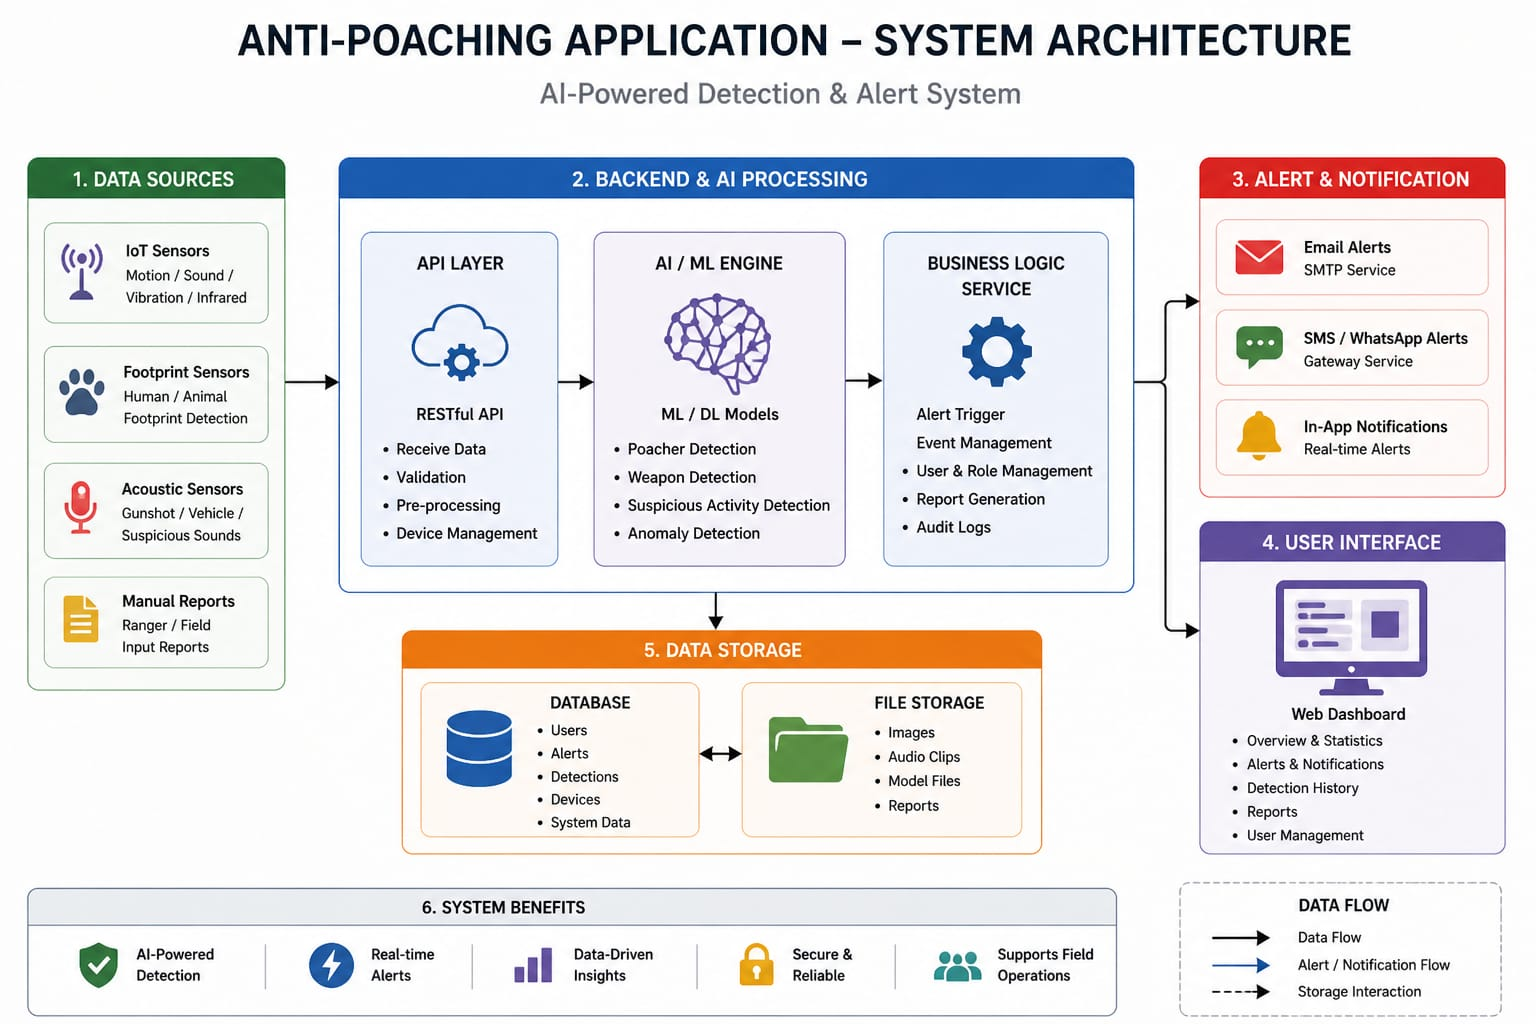 ANTI-POACHING APPLICATION – SYSTEM ARCHITECTURE
AI-Powered Detection & Alert System
1. DATA SOURCES
IoT Sensors
Motion / Sound /
Vibration / Infrared
Footprint Sensors
Human / Animal
Footprint Detection
Acoustic Sensors
Gunshot / Vehicle /
Suspicious Sounds
Manual Reports
Ranger / Field
Input Reports
2. BACKEND & AI PROCESSING
API LAYER
RESTful API
• Receive Data
• Validation
• Pre-processing
• Device Management
AI / ML ENGINE
ML / DL Models
• Poacher Detection
• Weapon Detection
• Suspicious Activity Detection
• Anomaly Detection
BUSINESS LOGIC
SERVICE
Alert Trigger
Event Management
• User & Role Management
• Report Generation
• Audit Logs
3. ALERT & NOTIFICATION
Email Alerts
SMTP Service
SMS / WhatsApp Alerts
Gateway Service
In-App Notifications
Real-time Alerts
4. USER INTERFACE
Web Dashboard
• Overview & Statistics
• Alerts & Notifications
• Detection History
• Reports
• User Management
5. DATA STORAGE
DATABASE
• Users
• Alerts
• Detections
• Devices
• System Data
FILE STORAGE
• Images
• Audio Clips
• Model Files
• Reports
6. SYSTEM BENEFITS
AI-Powered
Detection
Real-time
Alerts
Data-Driven
Insights
Secure &
Reliable
Supports Field
Operations
DATA FLOW
Data Flow
Alert / Notification Flow
Storage Interaction